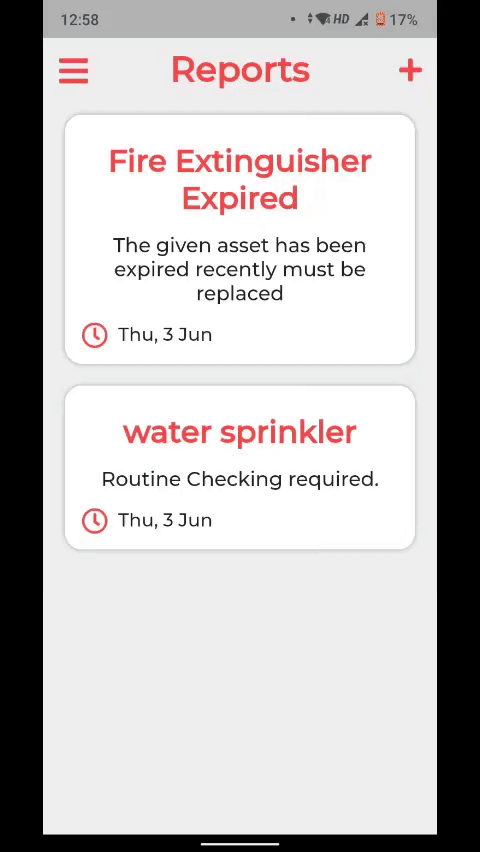 12:58 HD 17%
Reports
Fire Extinguisher
Expired
The given asset has been
expired recently must be
replaced
Thu, 3 Jun
water sprinkler
Routine Checking required.
Thu, 3 Jun